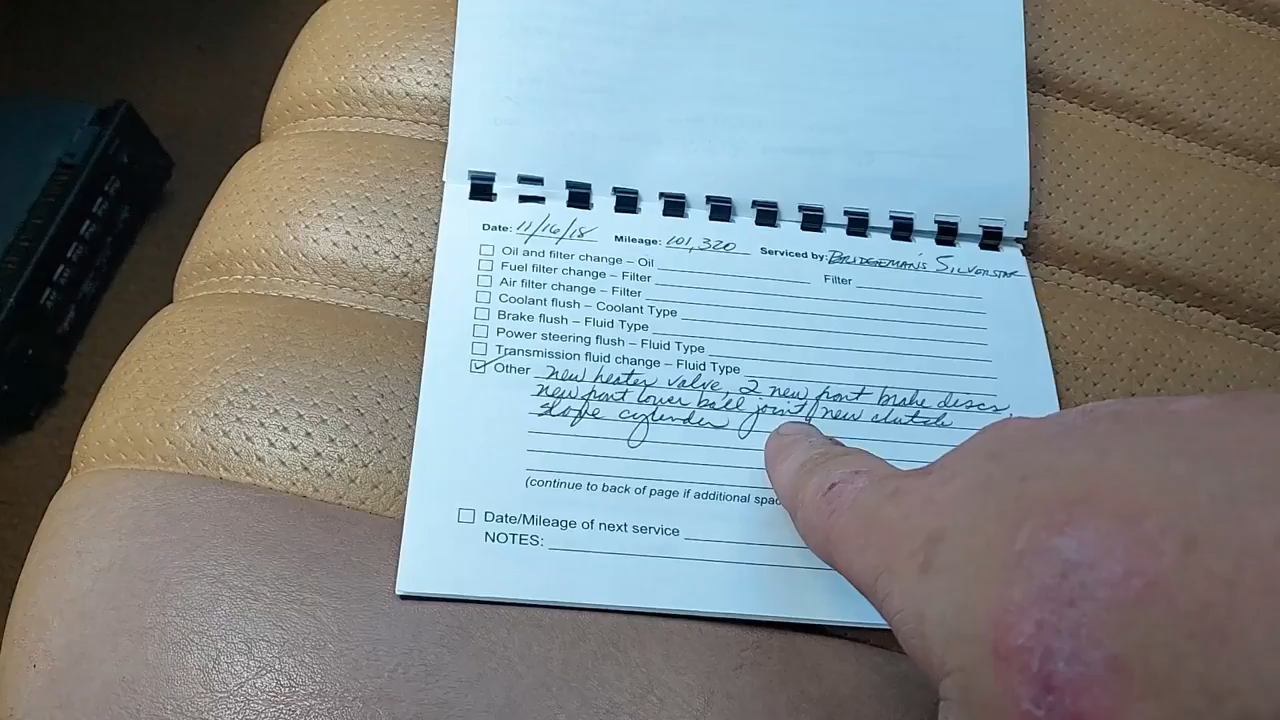 Date: 11/16/18 Mileage: 101,320 Serviced by: BRIDGEMAN'S SILVERSTAR
Oil and filter change – Oil Filter
Fuel filter change – Filter
Air filter change – Filter
Coolant flush – Coolant Type
Brake flush – Fluid Type
Power steering flush – Fluid Type
Transmission fluid change – Fluid Type
Other new heater valve, 2 new front brake discs,
new front lower ball joint, new clutch
slave cylinder
(continue to back of page if additional
Date/Mileage of next service
NOTES: